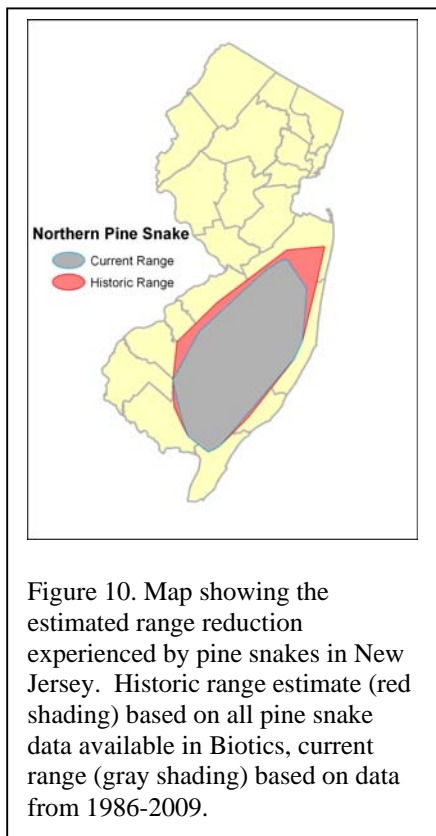 Northern Pine Snake
Current Range
Historic Range
Figure 10. Map showing the
estimated range reduction
experienced by pine snakes in New
Jersey.  Historic range estimate (red
shading) based on all pine snake
data available in Biotics, current
range (gray shading) based on data
from 1986-2009.